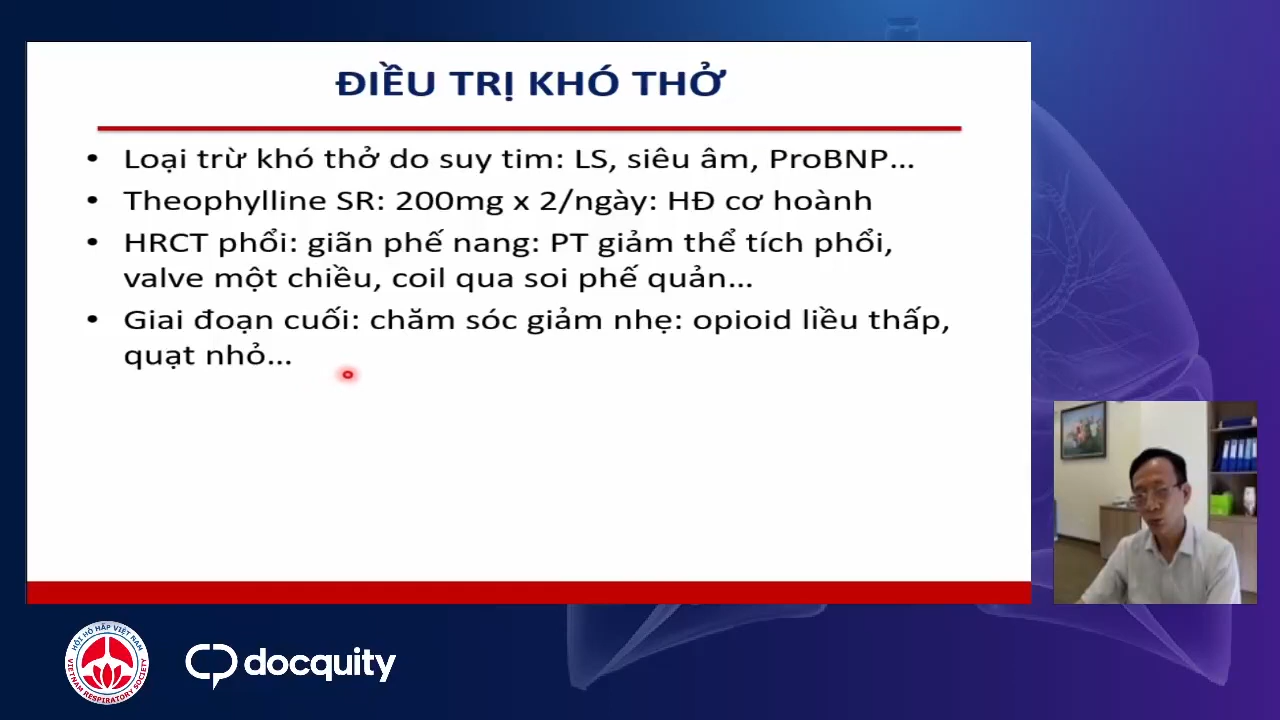 ĐIỀU TRỊ KHÓ THỞ
• Loại trừ khó thở do suy tim: LS, siêu âm, ProBNP...
• Theophylline SR: 200mg x 2/ngày: HĐ cơ hoành
• HRCT phổi: giãn phế nang: PT giảm thể tích phổi,
valve một chiều, coil qua soi phế quản...
• Giai đoạn cuối: chăm sóc giảm nhẹ: opioid liều thấp,
quạt nhỏ...
HỘI HÔ HẤP VIỆT NAM
VIETNAM RESPIRATORY SOCIETY
docquity